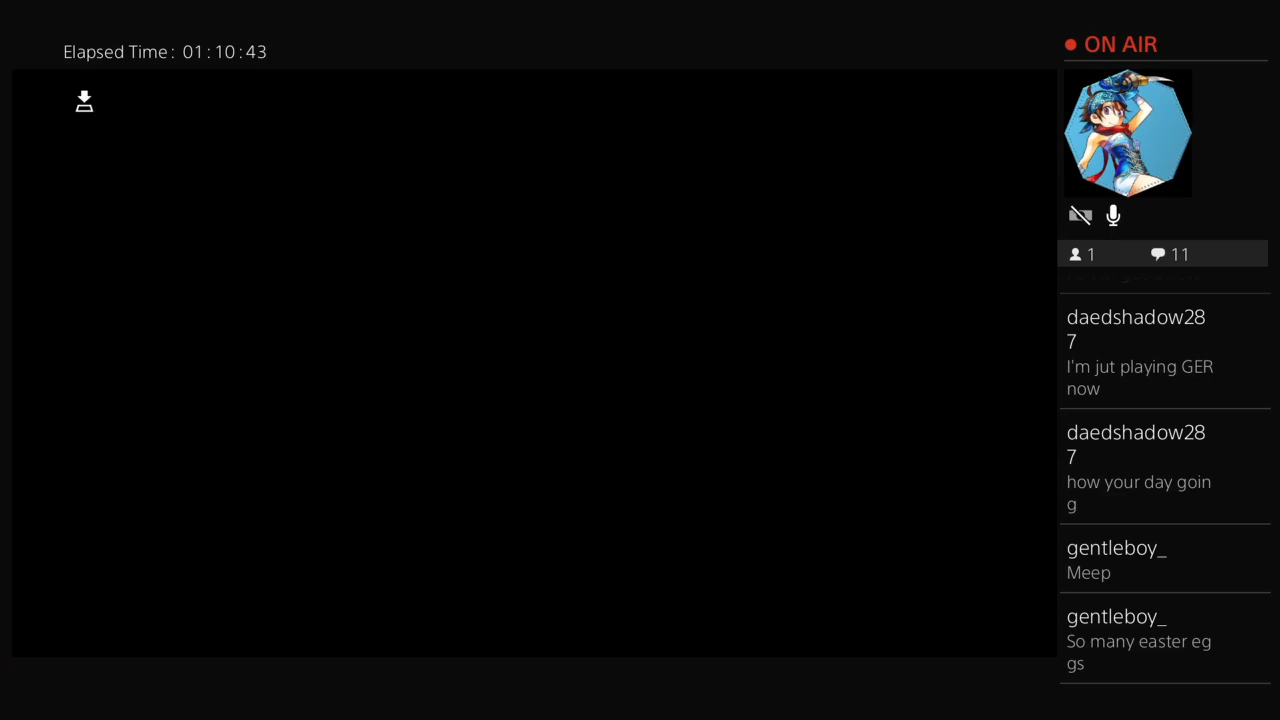 Elapsed Time: 01:10:43
ON AIR
1 11
daedshadow28
7
I'm jut playing GER
now
daedshadow28
7
how your day goin
g
gentleboy_
Meep
gentleboy_
So many easter eg
gs